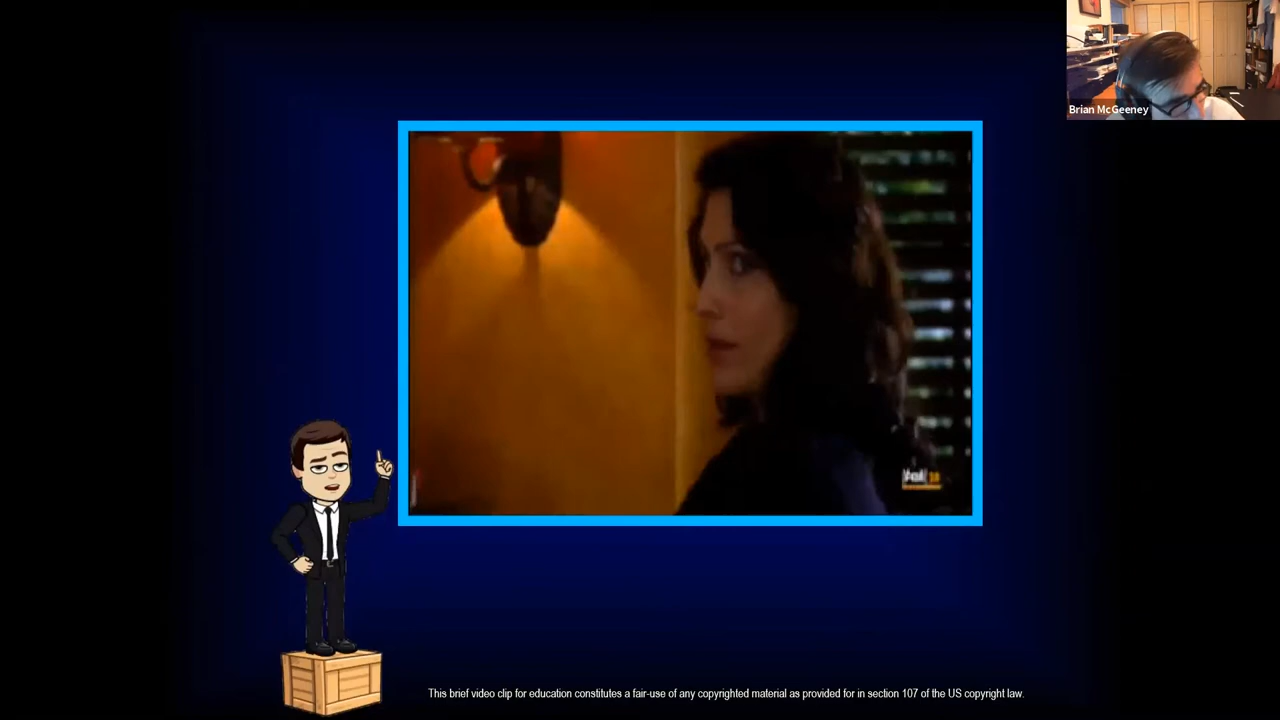 Brian McGeeney
This brief video clip for education constitutes a fair-use of any copyrighted material as provided for in section 107 of the US copyright law.